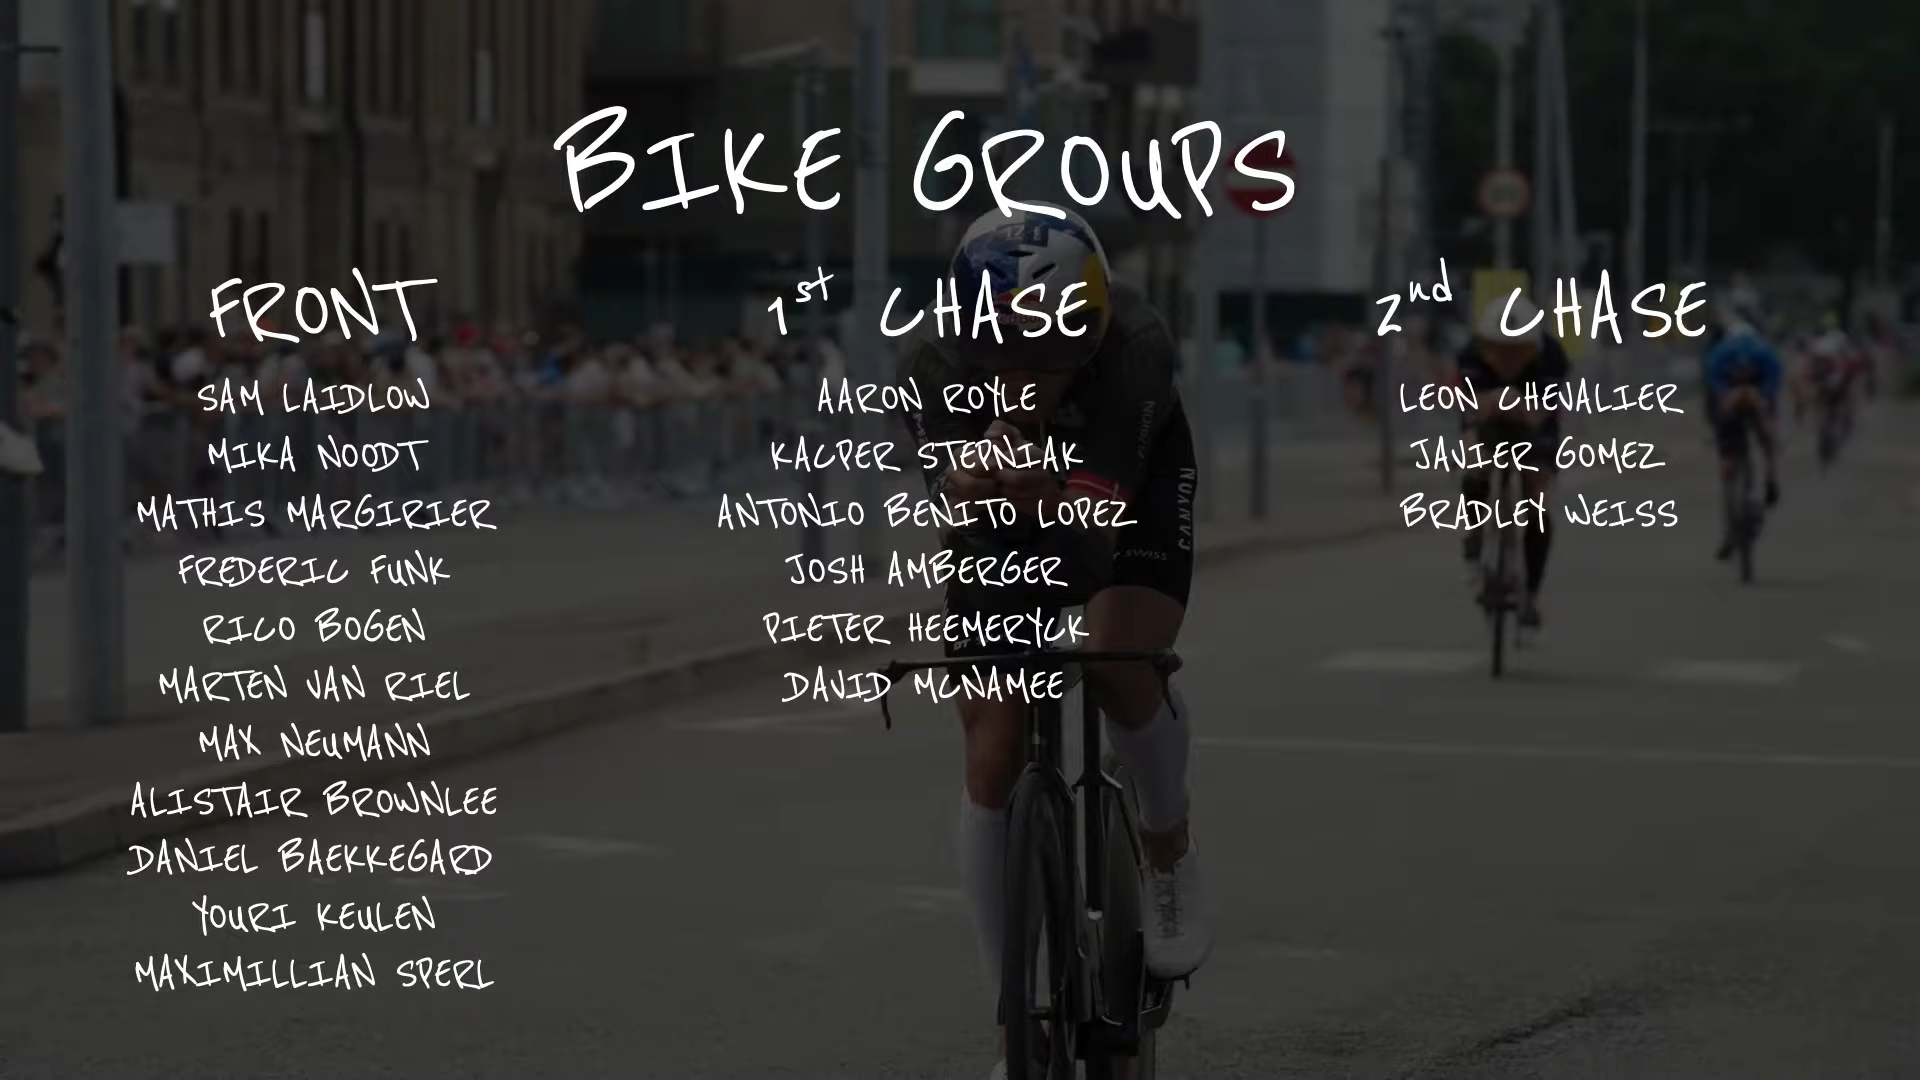 BIKE GROUPS
FRONT
SAM LAIDLOW
MIKA NOODT
MATHIS MARGIRIER
FREDERIC FUNK
RICO BOGEN
MARTEN VAN RIEL
MAX NEUMANN
ALISTAIR BROWNLEE
DANIEL BAEKKEGARD
YOURI KEULEN
MAXIMILLIAN SPERL
1st CHASE
AARON ROYLE
KACPER STEPNIAK
ANTONIO BENITO LOPEZ
JOSH AMBERGER
PIETER HEEMERYCK
DAVID MCNAMEE
2nd CHASE
LEON CHEVALIER
JAVIER GOMEZ
BRADLEY WEISS
CANYON
SWISS